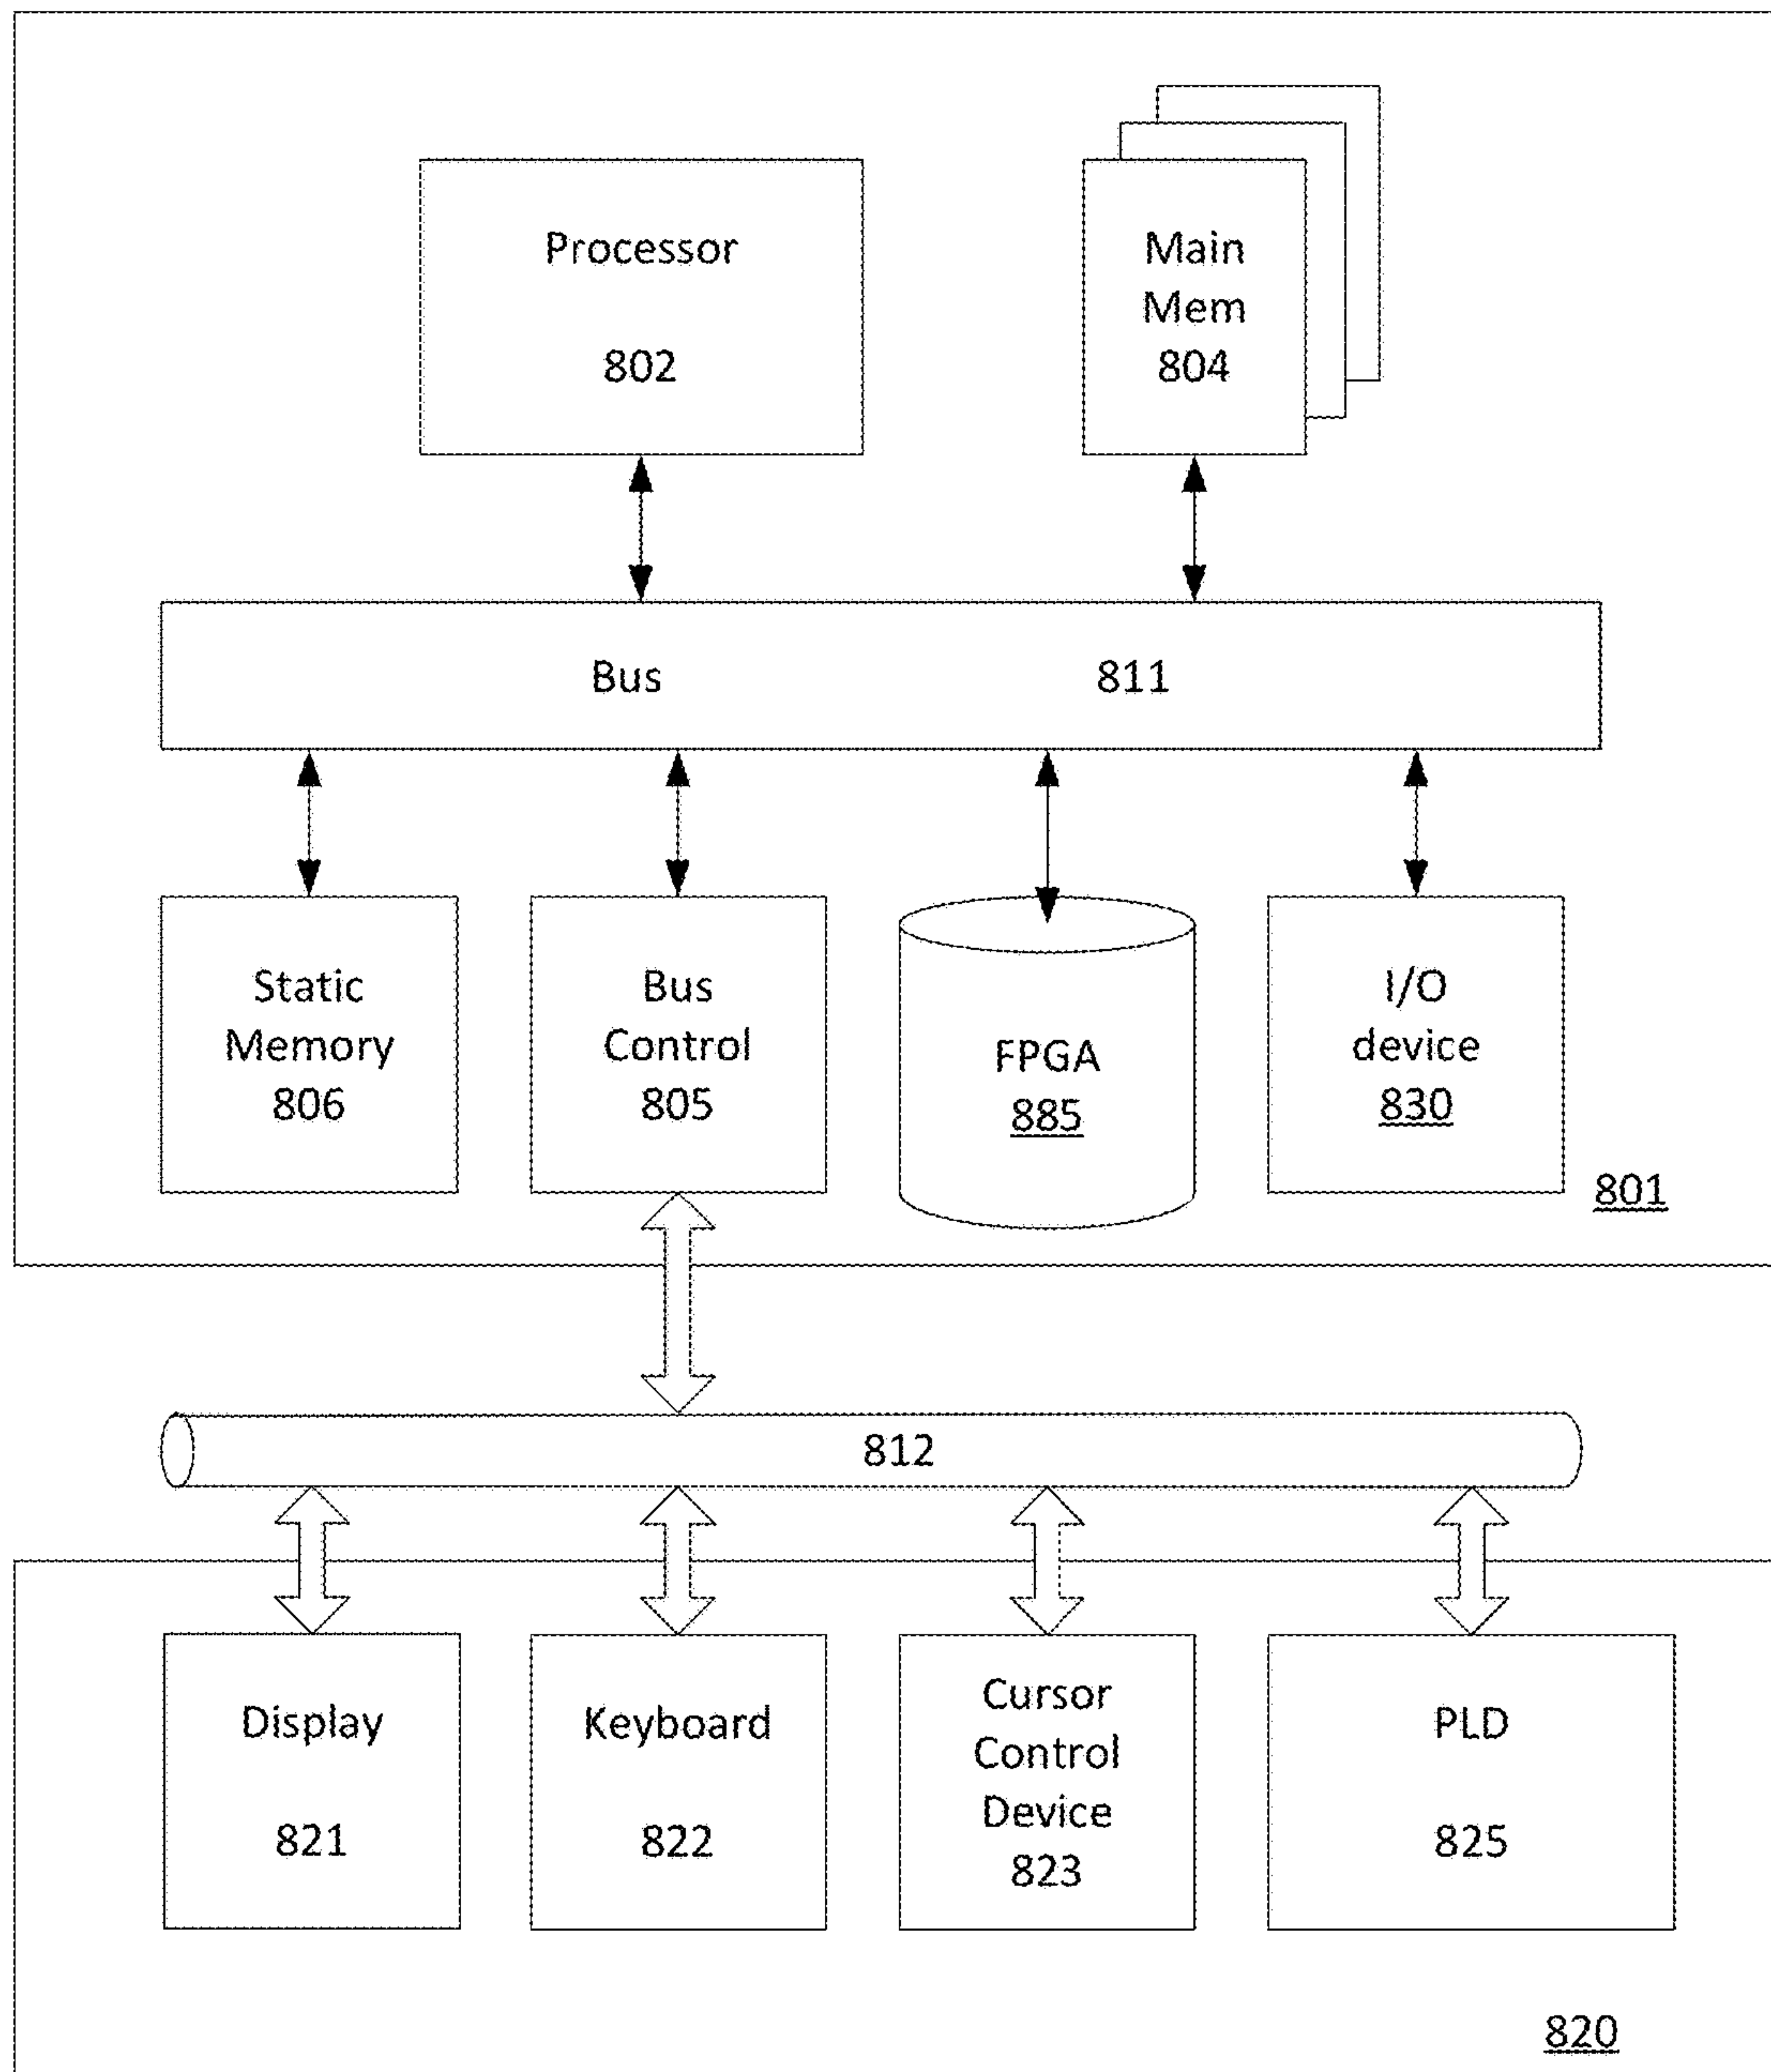 Processor
802
Main
Mem
804
Bus 811
Static
Memory
806
Bus
Control
805
FPGA
885
I/O
device
830
801
812
Display
821
Keyboard
822
Cursor
Control
Device
823
PLD
825
820